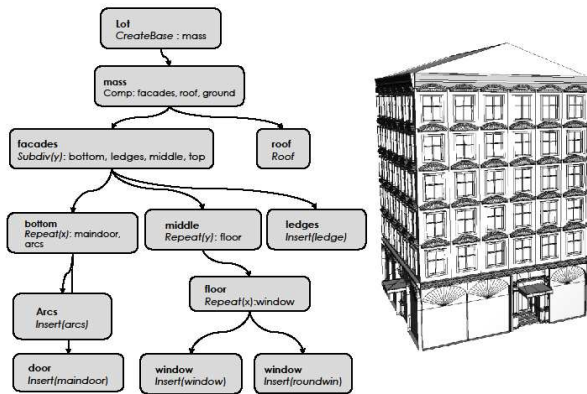 Lot
CreateBase : mass
mass
Comp: facades, roof, ground
facades
Subdiv(y): bottom, ledges, middle, top
roof
Roof
bottom
Repeat(x): maindoor,
arcs
middle
Repeat(y): floor
ledges
Insert(ledge)
Arcs
Insert(arcs)
floor
Repeat(x):window
door
Insert(maindoor)
window
Insert(window)
window
Insert(roundwin)